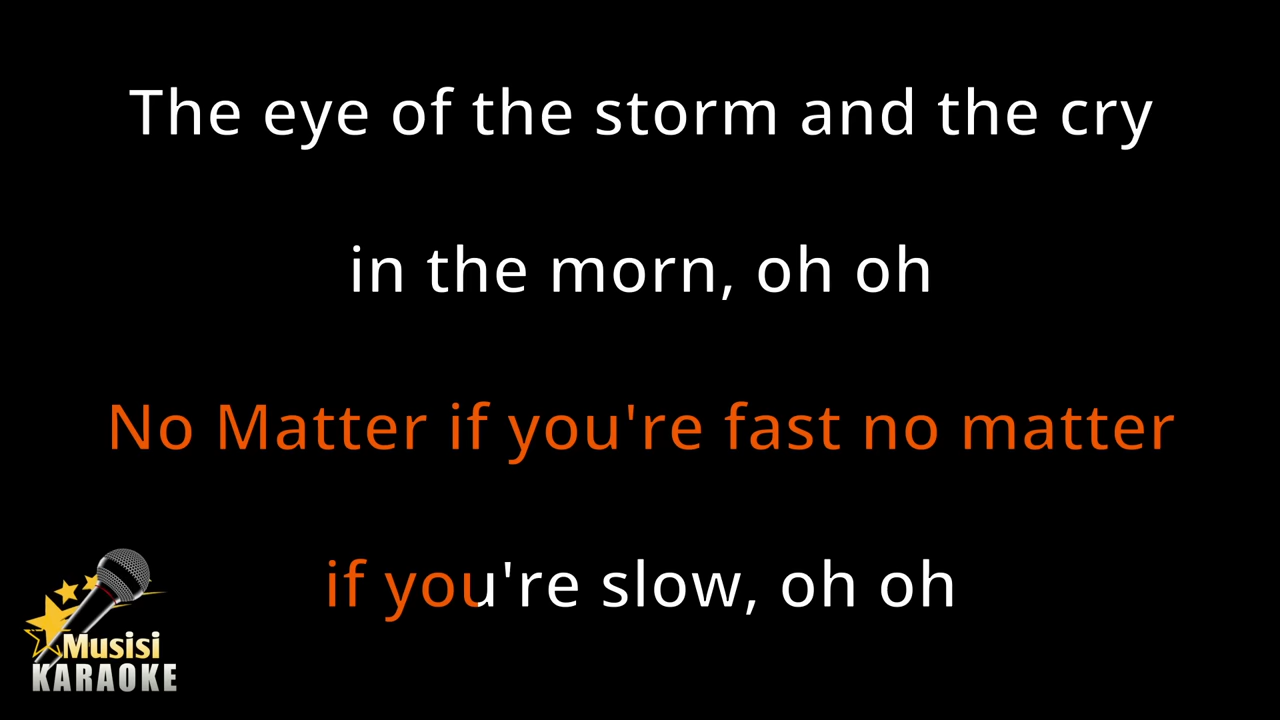 The eye of the storm and the cry
in the morn, oh oh
No Matter if you're fast no matter
if you're slow, oh oh
Musisi
KARAOKE